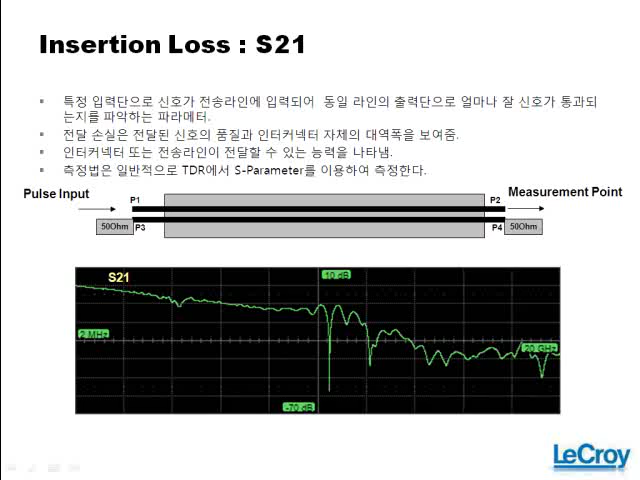 Insertion Loss : S21
특정 입력단으로 신호가 전송라인에 입력되어 동일 라인의 출력단으로 얼마나 잘 신호가 통과되
는지를 파악하는 파라메터.
전달 손실은 전달된 신호의 품질과 인터커넥터 자체의 대역폭을 보여줌.
인터커넥터 또는 전송라인이 전달할 수 있는 능력을 나타냄.
측정법은 일반적으로 TDR에서 S-Parameter를 이용하여 측정한다.
Pulse Input
P1
P2
Measurement Point
50Ohm
P3
P4
50Ohm
S21
10 dB
2 MHz
20 GHz
-70 dB
LeCroy